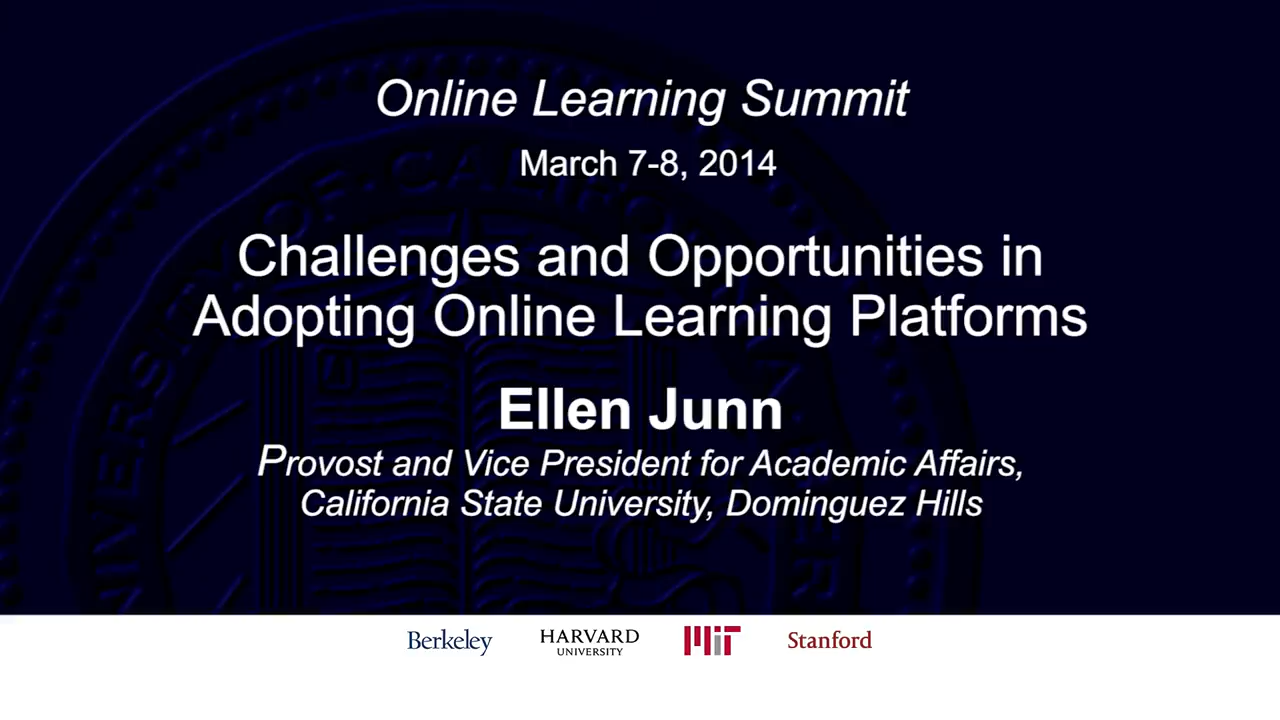 Online Learning Summit
March 7-8, 2014
Challenges and Opportunities in
Adopting Online Learning Platforms
Ellen Junn
Provost and Vice President for Academic Affairs,
California State University, Dominguez Hills
Berkeley
HARVARD
UNIVERSITY
MIT
Stanford